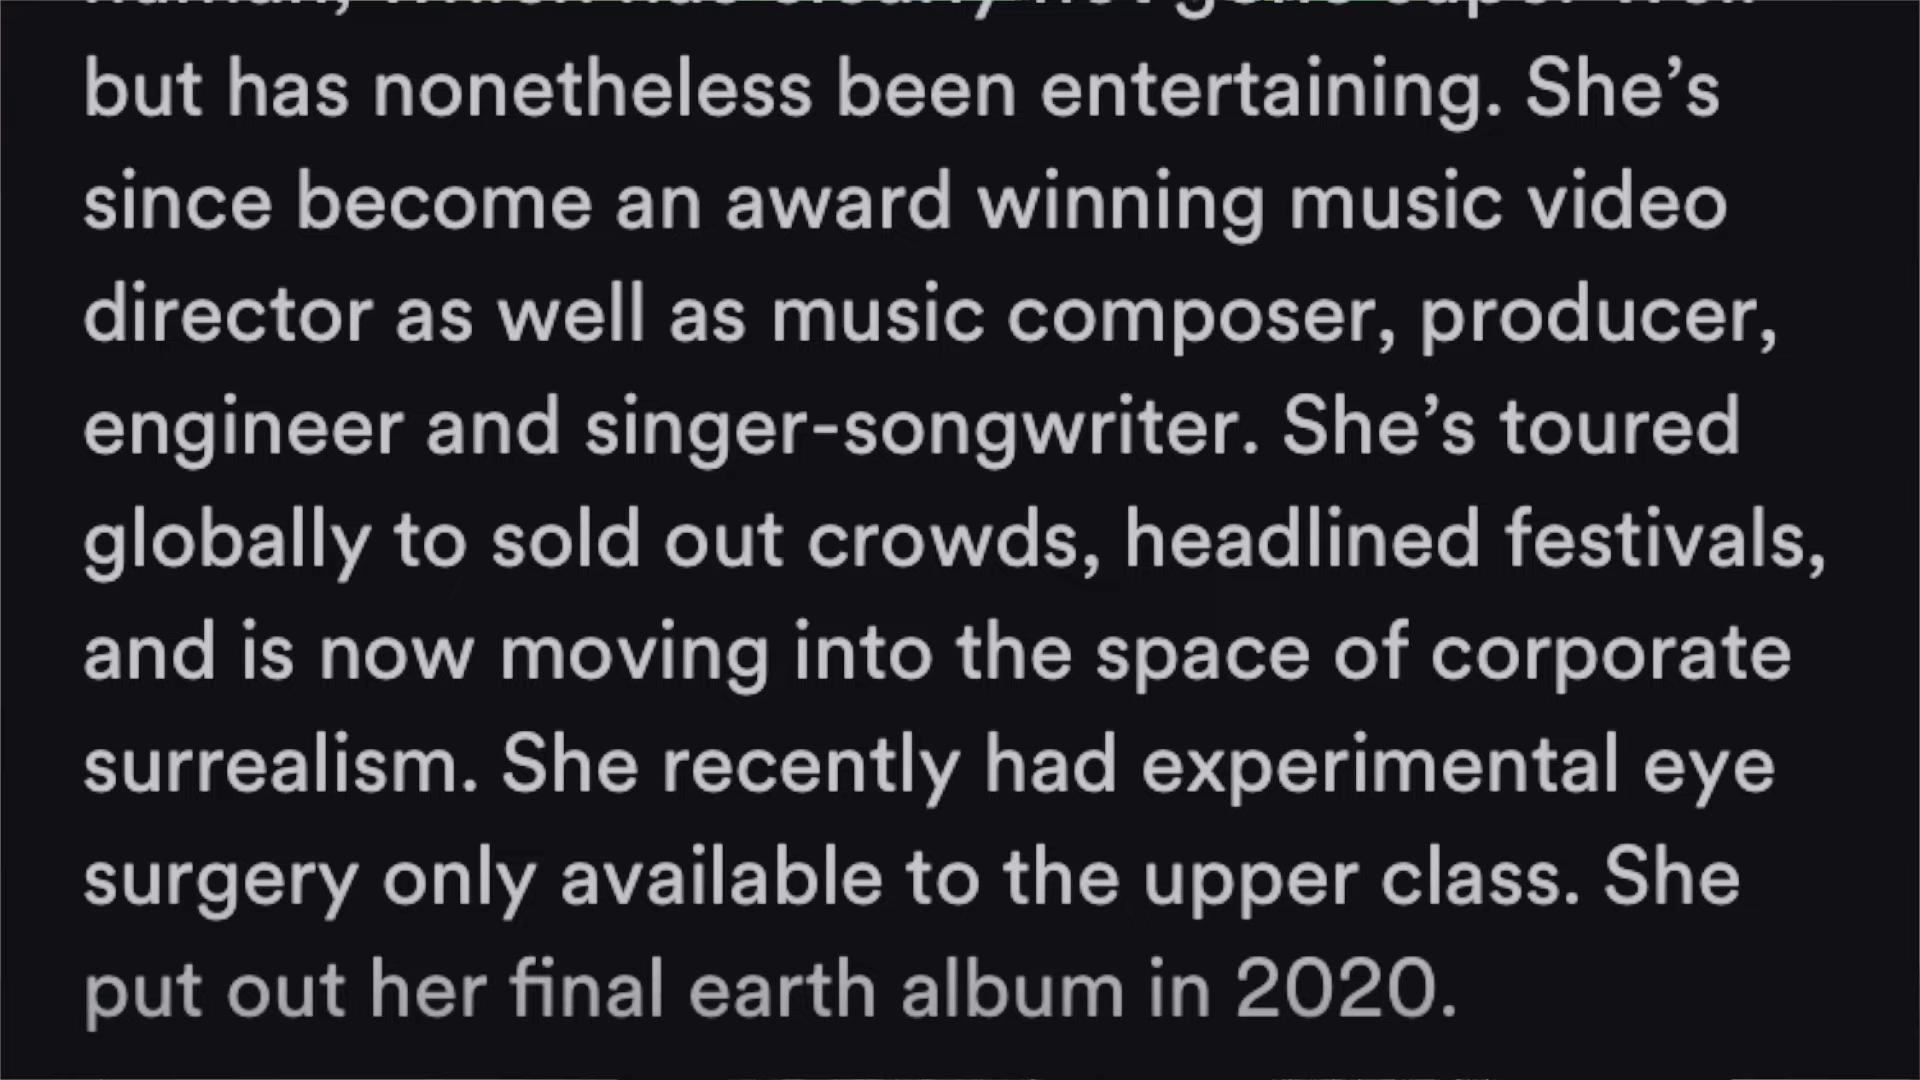 but has nonetheless been entertaining. She’s
since become an award winning music video
director as well as music composer, producer,
engineer and singer-songwriter. She’s toured
globally to sold out crowds, headlined festivals,
and is now moving into the space of corporate
surrealism. She recently had experimental eye
surgery only available to the upper class. She
put out her final earth album in 2020.